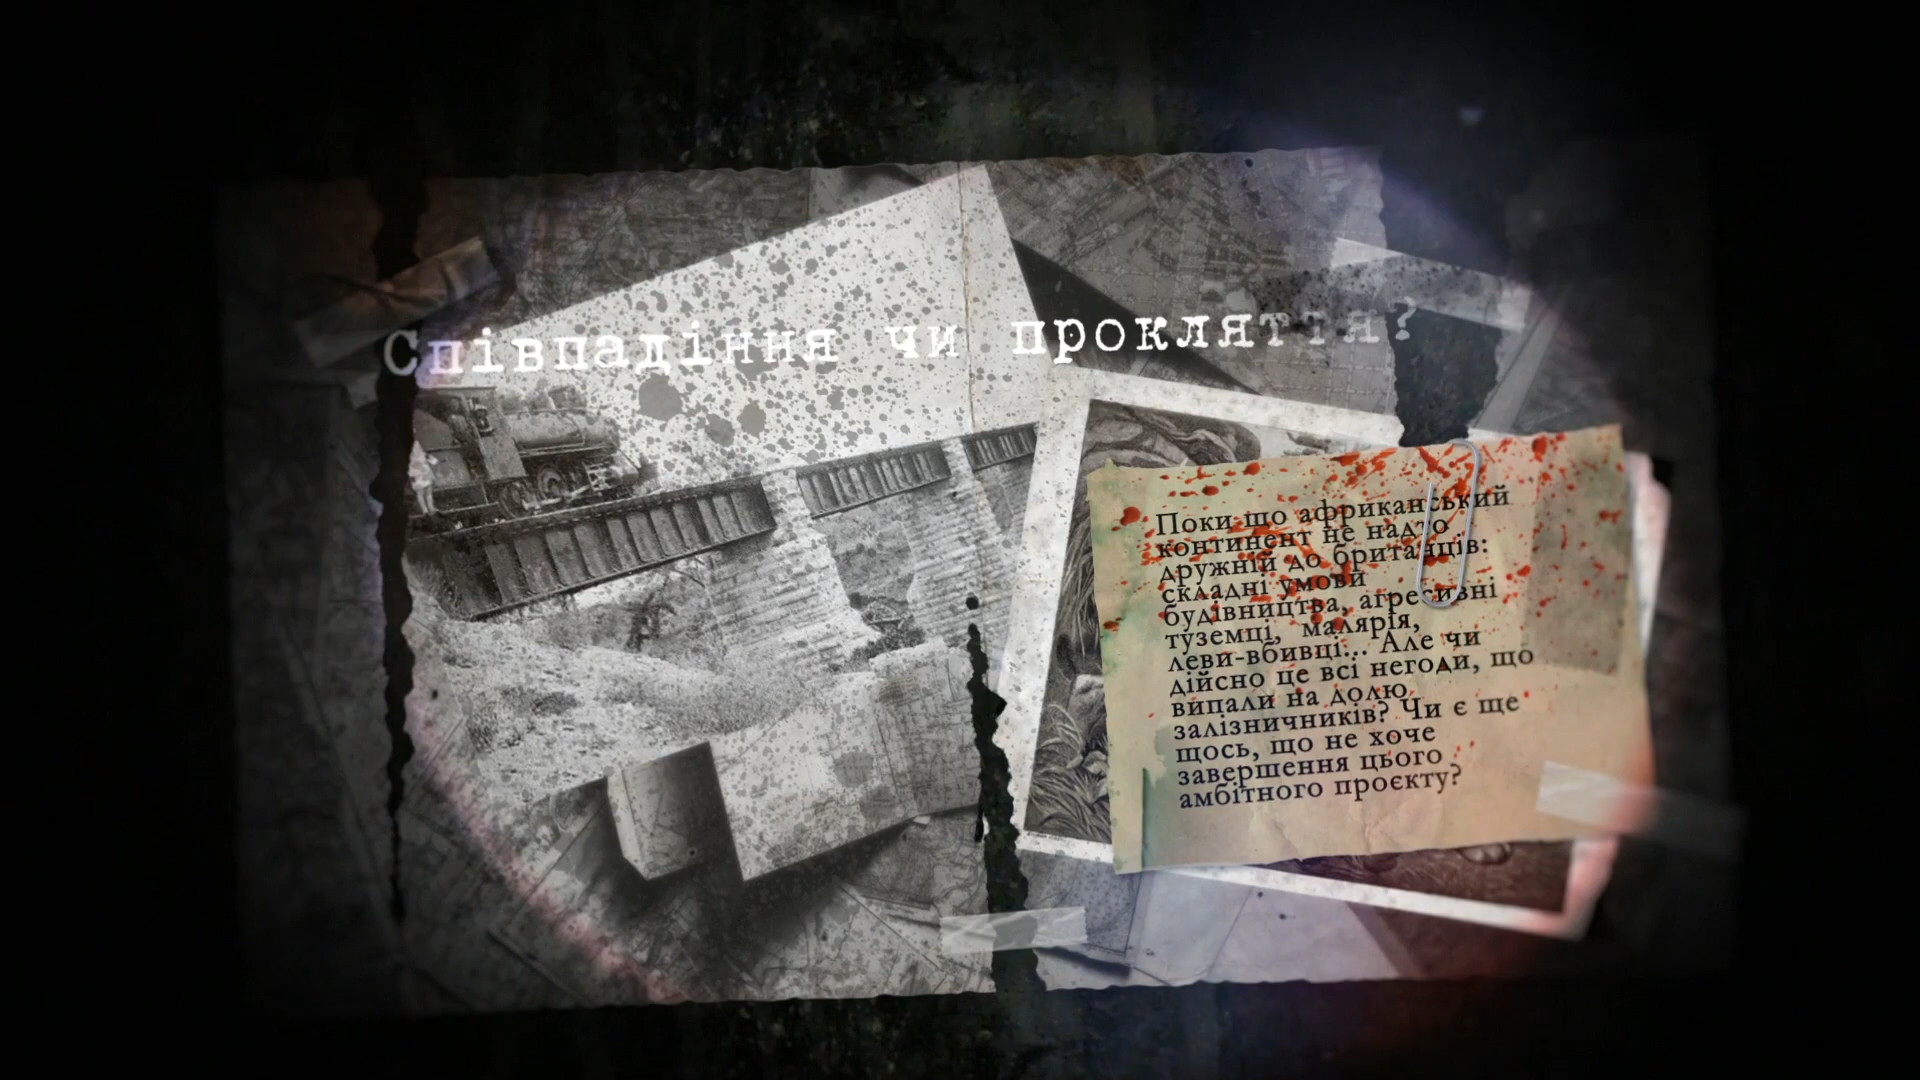 Співпадіння чи прокляття?
Поки що африканський
континент не надто
дружній до британців:
складні умови
будівництва, агресивні
туземці, малярія,
леви-вбивці... Але чи
дійсно це всі негоди, що
випали на долю
залізничників? Чи є ще
щось, що не хоче
завершення цього
амбітного проєкту?